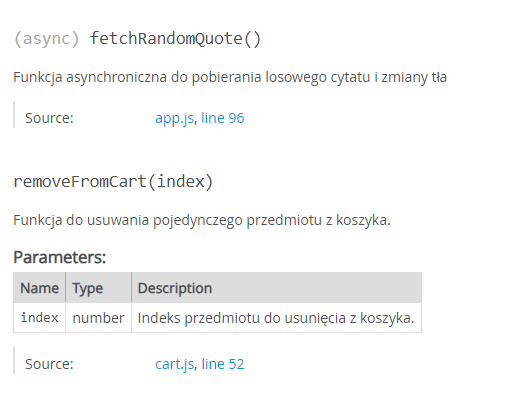 (async) fetchRandomQuote()
Funkcja asynchroniczna do pobierania losowego cytatu i zmiany tła
Source: app.js, line 96
removeFromCart(index)
Funkcja do usuwania pojedynczego przedmiotu z koszyka.
Parameters:
Name Type Description
index number Indeks przedmiotu do usunięcia z koszyka.
Source: cart.js, line 52